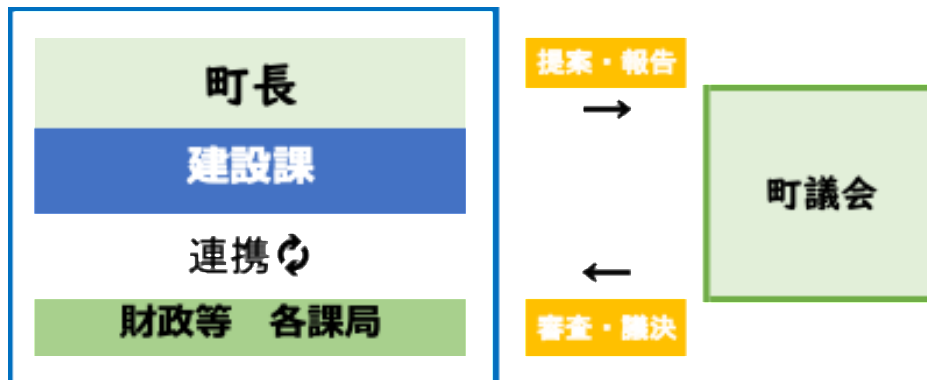 町長
建設課
連携
財政等　各課局
提案・報告
→
←
審査・議決
町議会